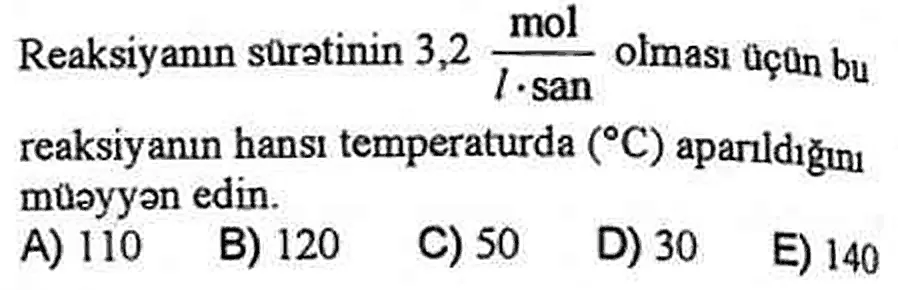 Reaksiyanın sürətinin 3,2 mol/l·san olması üçün bu
reaksiyanın hansı temperaturda (°C) aparıldığını
müəyyən edin.
A) 110 B) 120 C) 50 D) 30 E) 140